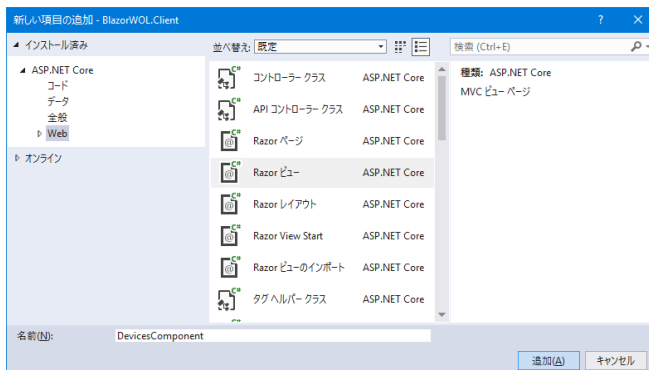 新しい項目の追加 - BlazorWOL.Client
? ×
インストール済み
並べ替え: 既定
検索 (Ctrl+E)
ASP.NET Core
コード
データ
全般
Web
オンライン
C# コントローラー クラス ASP.NET Core
C# API コントローラー クラス ASP.NET Core
C# @ Razor ページ ASP.NET Core
C# @ Razor ビュー ASP.NET Core
C# @ Razor レイアウト ASP.NET Core
C# @ Razor View Start ASP.NET Core
C# @ Razor ビューのインポート ASP.NET Core
C# タグ ヘルパー クラス ASP.NET Core
種類: ASP.NET Core
MVC ビュー ページ
名前(N): DevicesComponent
追加(A) キャンセル